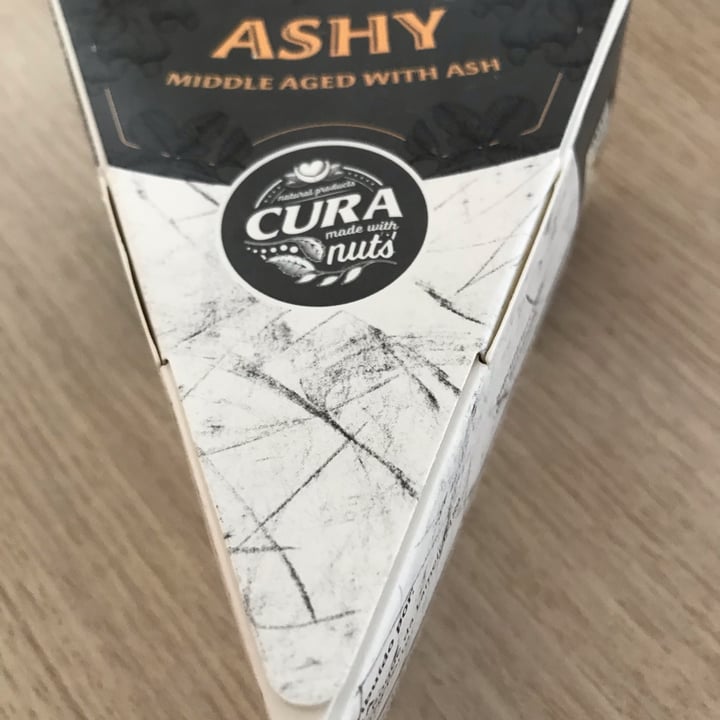 ASHY
MIDDLE AGED WITH ASH
natural products
CURA
made with
nuts